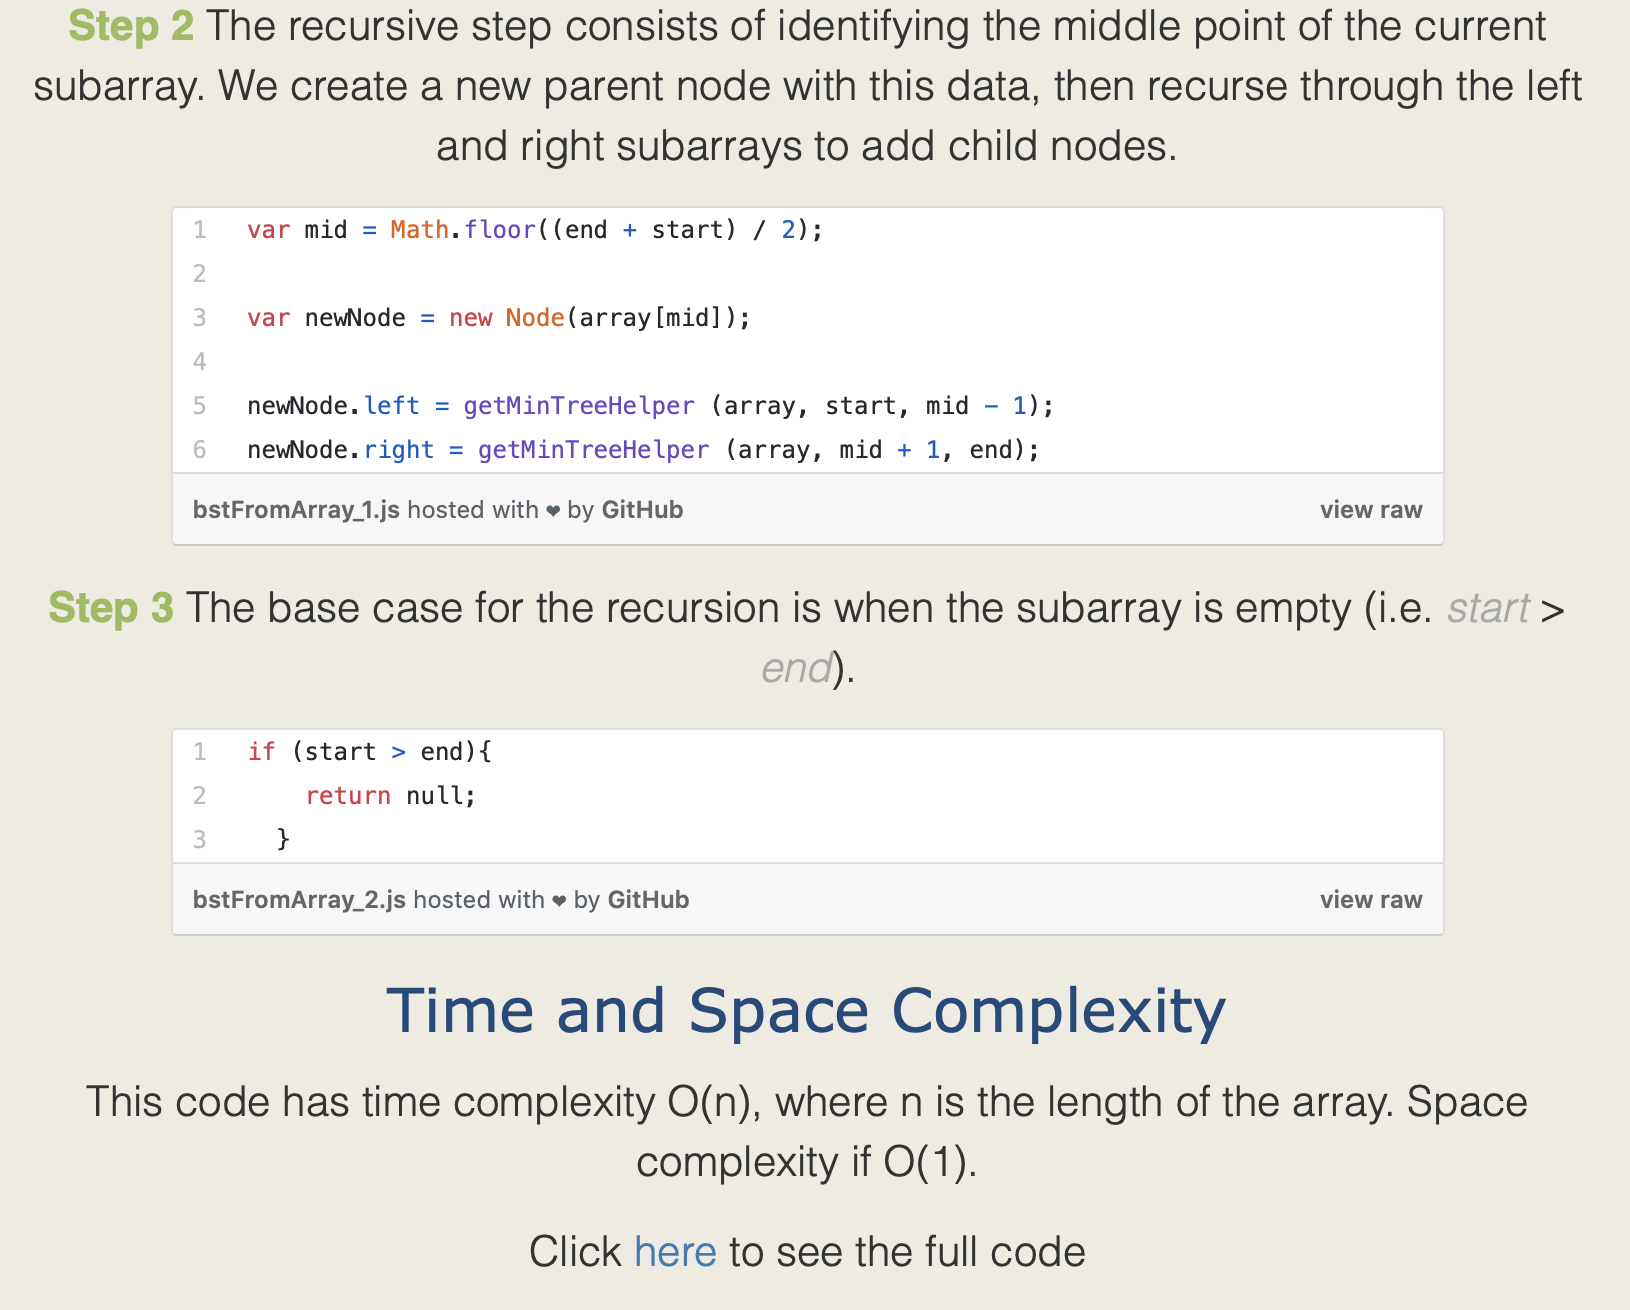 Step 2 The recursive step consists of identifying the middle point of the current
subarray. We create a new parent node with this data, then recurse through the left
and right subarrays to add child nodes.
1 var mid = Math.floor((end + start) / 2);
2
3 var newNode = new Node(array[mid]);
4
5 newNode.left = getMinTreeHelper (array, start, mid - 1);
6 newNode.right = getMinTreeHelper (array, mid + 1, end);
bstFromArray_1.js hosted with ❤ by GitHub view raw
Step 3 The base case for the recursion is when the subarray is empty (i.e. start >
end).
1 if (start > end){
2 return null;
3 }
bstFromArray_2.js hosted with ❤ by GitHub view raw
Time and Space Complexity
This code has time complexity O(n), where n is the length of the array. Space
complexity if O(1).
Click here to see the full code